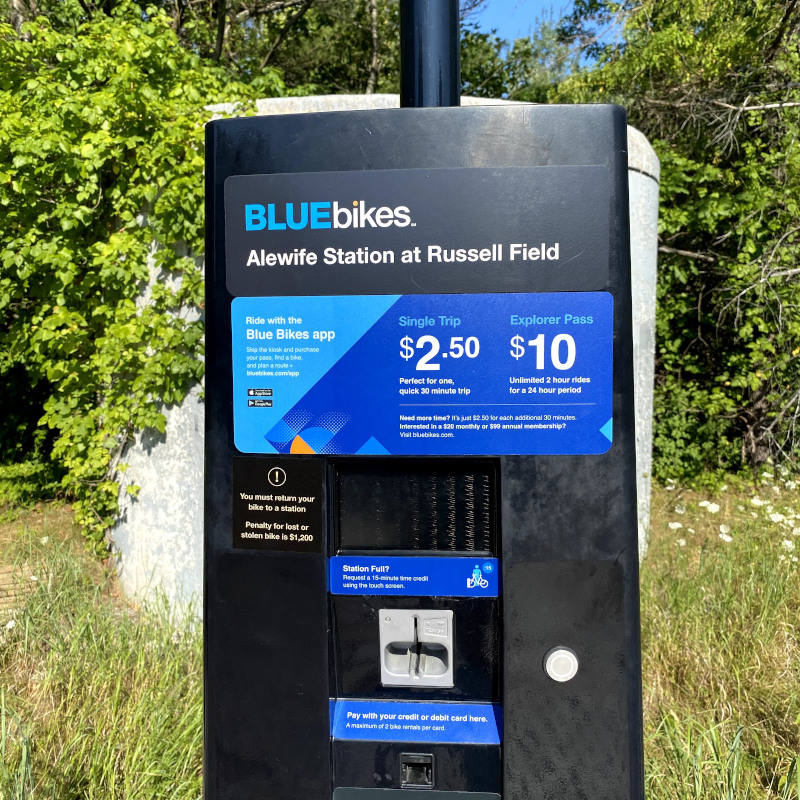 BLUEbikes
Alewife Station at Russell Field
Ride with the
Blue Bikes app
Skip the kiosk and purchase
your pass, find a bike,
and plan a route •
bluebikes.com/app
App Store
Google Play
Single Trip
$2.50
Perfect for one,
quick 30 minute trip
Explorer Pass
$10
Unlimited 2 hour rides
for a 24 hour period
Need more time? It's just $2.50 for each additional 30 minutes.
Interested in a $20 monthly or $99 annual membership?
Visit bluebikes.com.
!
You must return your
bike to a station
Penalty for lost or
stolen bike is $1,200
Station Full?
Request a 15-minute time credit
using the touch screen.
Pay with your credit or debit card here.
A maximum of 2 bike rentals per card.